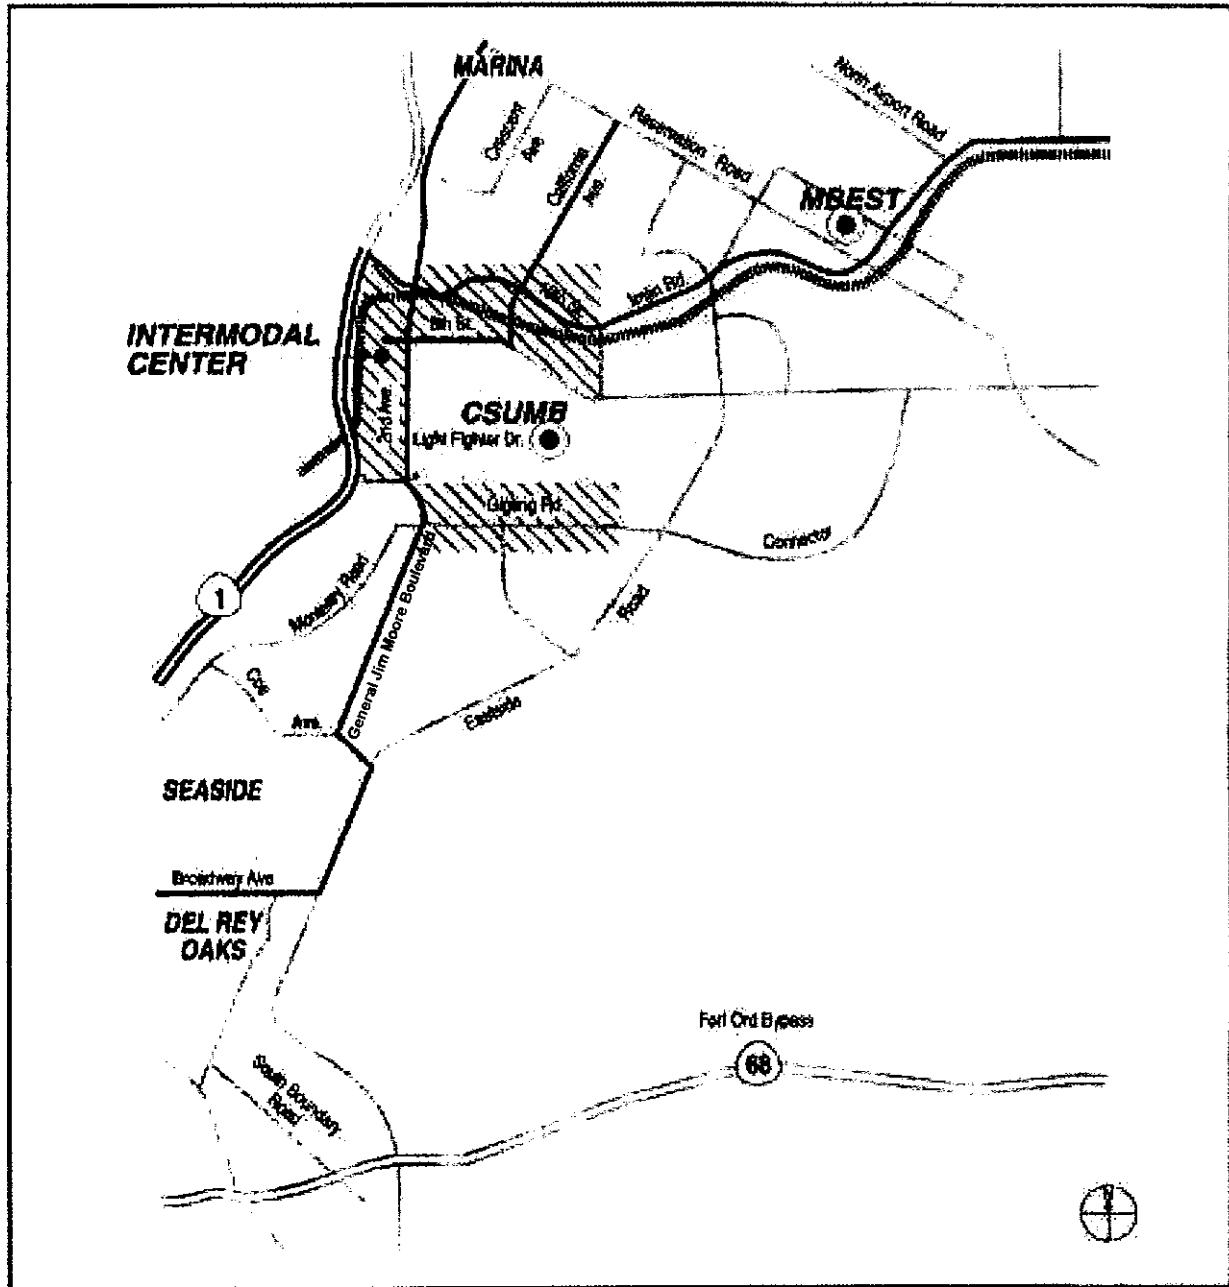 MARINA
Crescent
Ave
California
Ave
Reservation Road
North Airport Road
MBEST
INTERMODAL
CENTER
8th St.
Imjin Rd.
2nd Ave.
CSUMB
Light Fighter Dr.
Gigling Rd.
Connector
1
Monterey Road
General Jim Moore Boulevard
Road
Coe
Ave.
Eastside
SEASIDE
Broadway Ave
DEL REY
OAKS
Fort Ord Bypass
68
South Boundary
Road
N